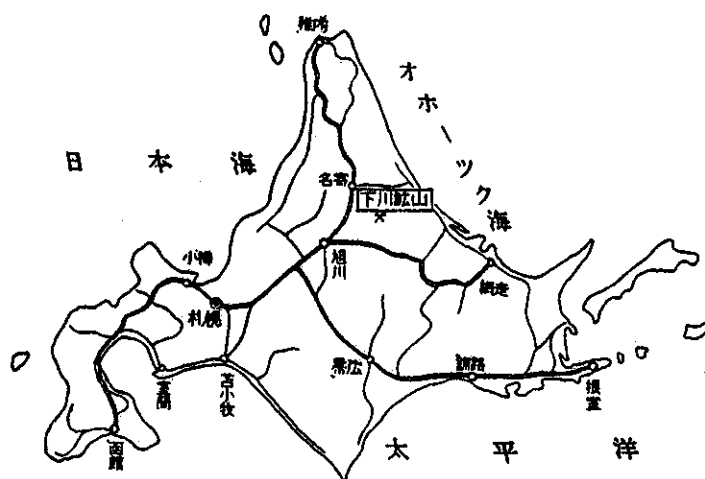 稚内
オホーツク海
日本海
名寄
下川鉱山
小樽
旭川
網走
札幌
帯広
釧路
根室
室蘭
苫小牧
函館
太平洋